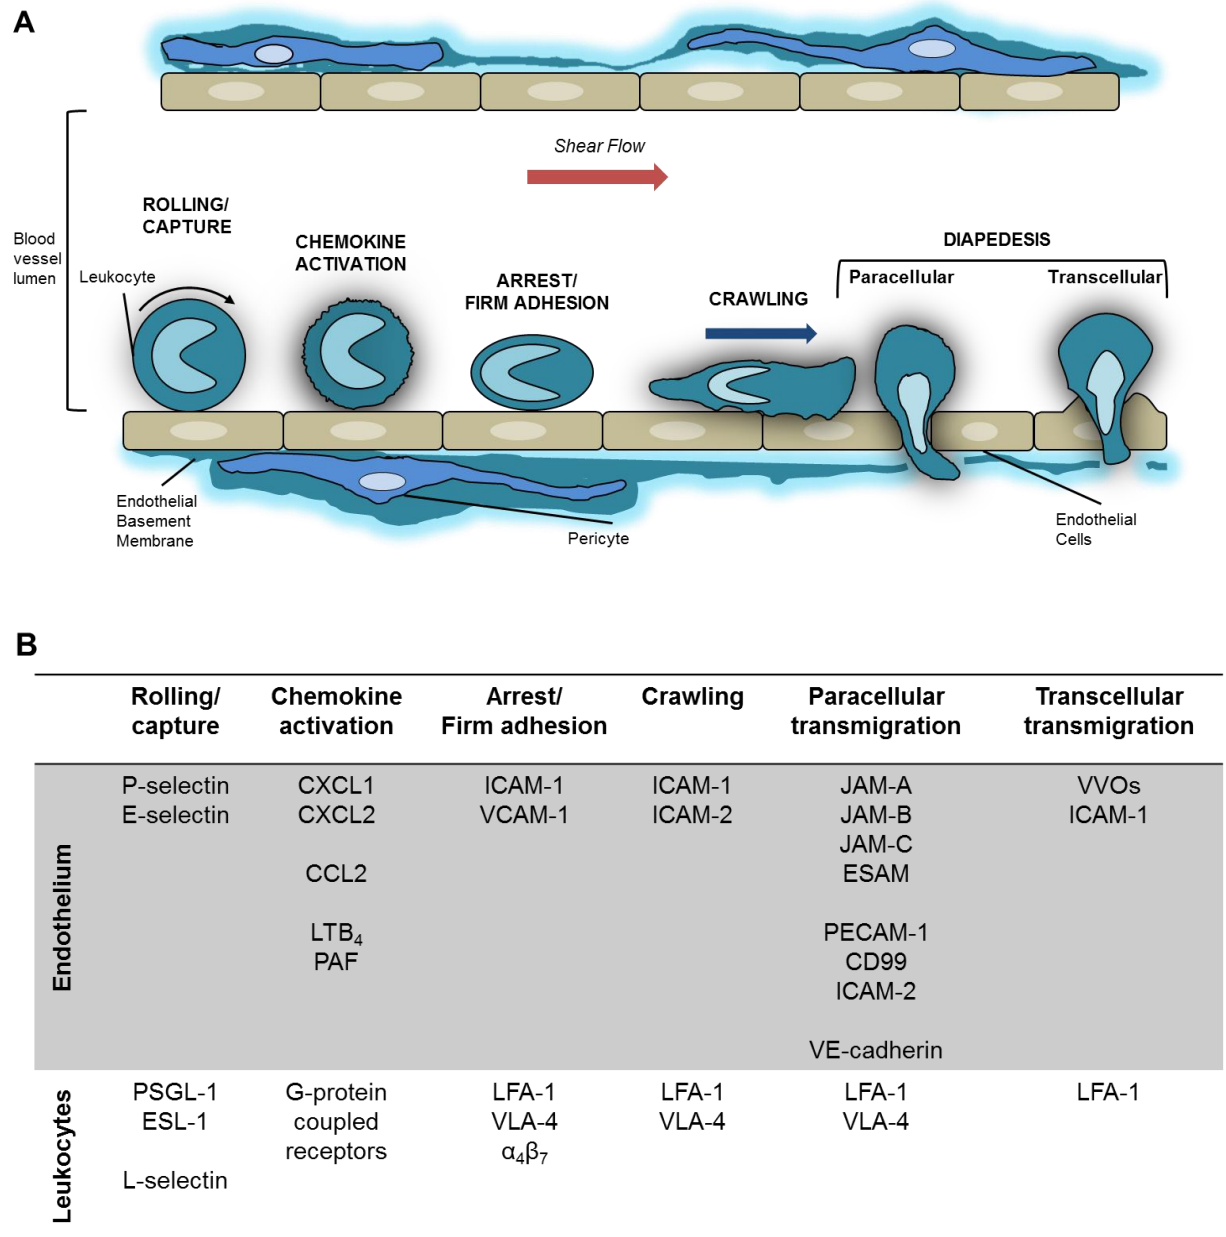 A
Shear Flow
ROLLING/
CAPTURE
CHEMOKINE
ACTIVATION
ARREST/
FIRM ADHESION
CRAWLING
DIAPEDESIS
Paracellular
Transcellular
Blood
vessel
lumen
Leukocyte
Endothelial
Basement
Membrane
Pericyte
Endothelial
Cells
B
Rolling/
capture
Chemokine
activation
Arrest/
Firm adhesion
Crawling
Paracellular
transmigration
Transcellular
transmigration
Endothelium
P-selectin
E-selectin
CXCL1
CXCL2
CCL2
LTB₄
PAF
ICAM-1
VCAM-1
ICAM-1
ICAM-2
JAM-A
JAM-B
JAM-C
ESAM
PECAM-1
CD99
ICAM-2
VE-cadherin
VVOs
ICAM-1
Leukocytes
PSGL-1
ESL-1
L-selectin
G-protein
coupled
receptors
LFA-1
VLA-4
α₄β₇
LFA-1
VLA-4
LFA-1
VLA-4
LFA-1